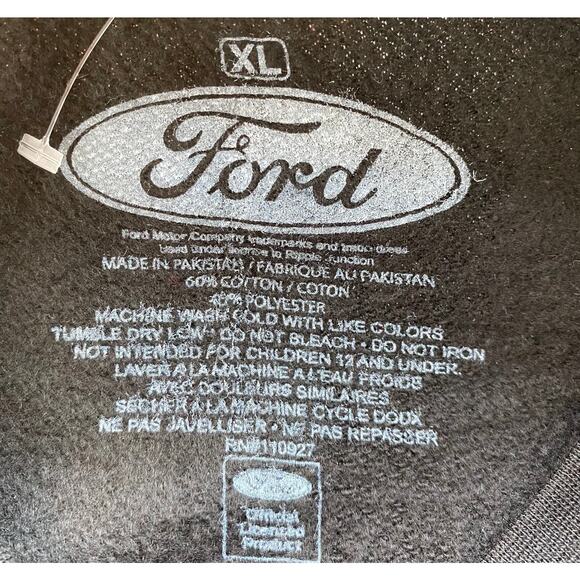 XL
Ford
Ford Motor Company trademarks and trade dress
used under license to Ripple Junction
MADE IN PAKISTAN / FABRIQUE AU PAKISTAN
60% COTTON / COTON
40% POLYESTER
MACHINE WASH COLD WITH LIKE COLORS
TUMBLE DRY LOW • DO NOT BLEACH • DO NOT IRON
NOT INTENDED FOR CHILDREN 12 AND UNDER.
LAVER A LA MACHINE A L'EAU FROIDE
AVEC COULEURS SIMILAIRES
SECHER A LA MACHINE CYCLE DOUX
NE PAS JAVELLISER • NE PAS REPASSER
RN#110927
Ford
Official
Licensed
Product